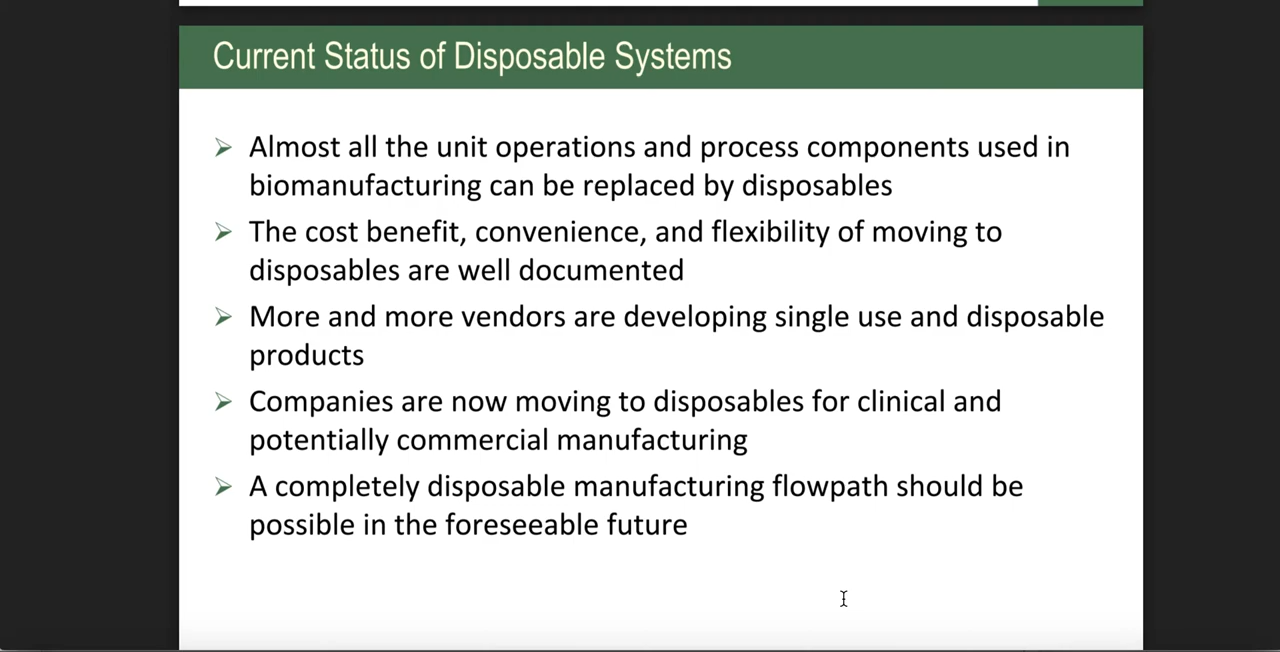 Current Status of Disposable Systems
Almost all the unit operations and process components used in
biomanufacturing can be replaced by disposables
The cost benefit, convenience, and flexibility of moving to
disposables are well documented
More and more vendors are developing single use and disposable
products
Companies are now moving to disposables for clinical and
potentially commercial manufacturing
A completely disposable manufacturing flowpath should be
possible in the foreseeable future